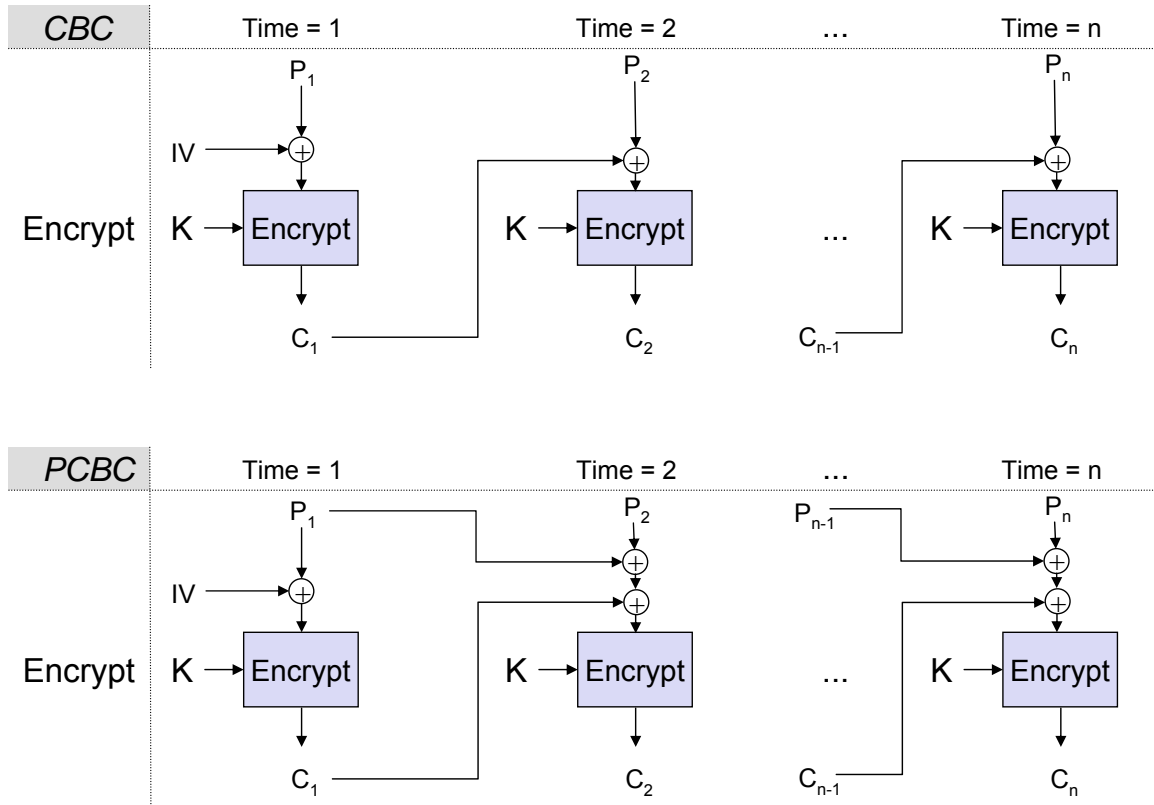 CBC Time = 1 Time = 2 ... Time = n
P1 P2 Pn
IV + + +
Encrypt K Encrypt K Encrypt ... K Encrypt
C1 C2 Cn-1 Cn
PCBC Time = 1 Time = 2 ... Time = n
P1 P2 Pn-1 Pn
+ +
IV + + +
Encrypt K Encrypt K Encrypt ... K Encrypt
C1 C2 Cn-1 Cn